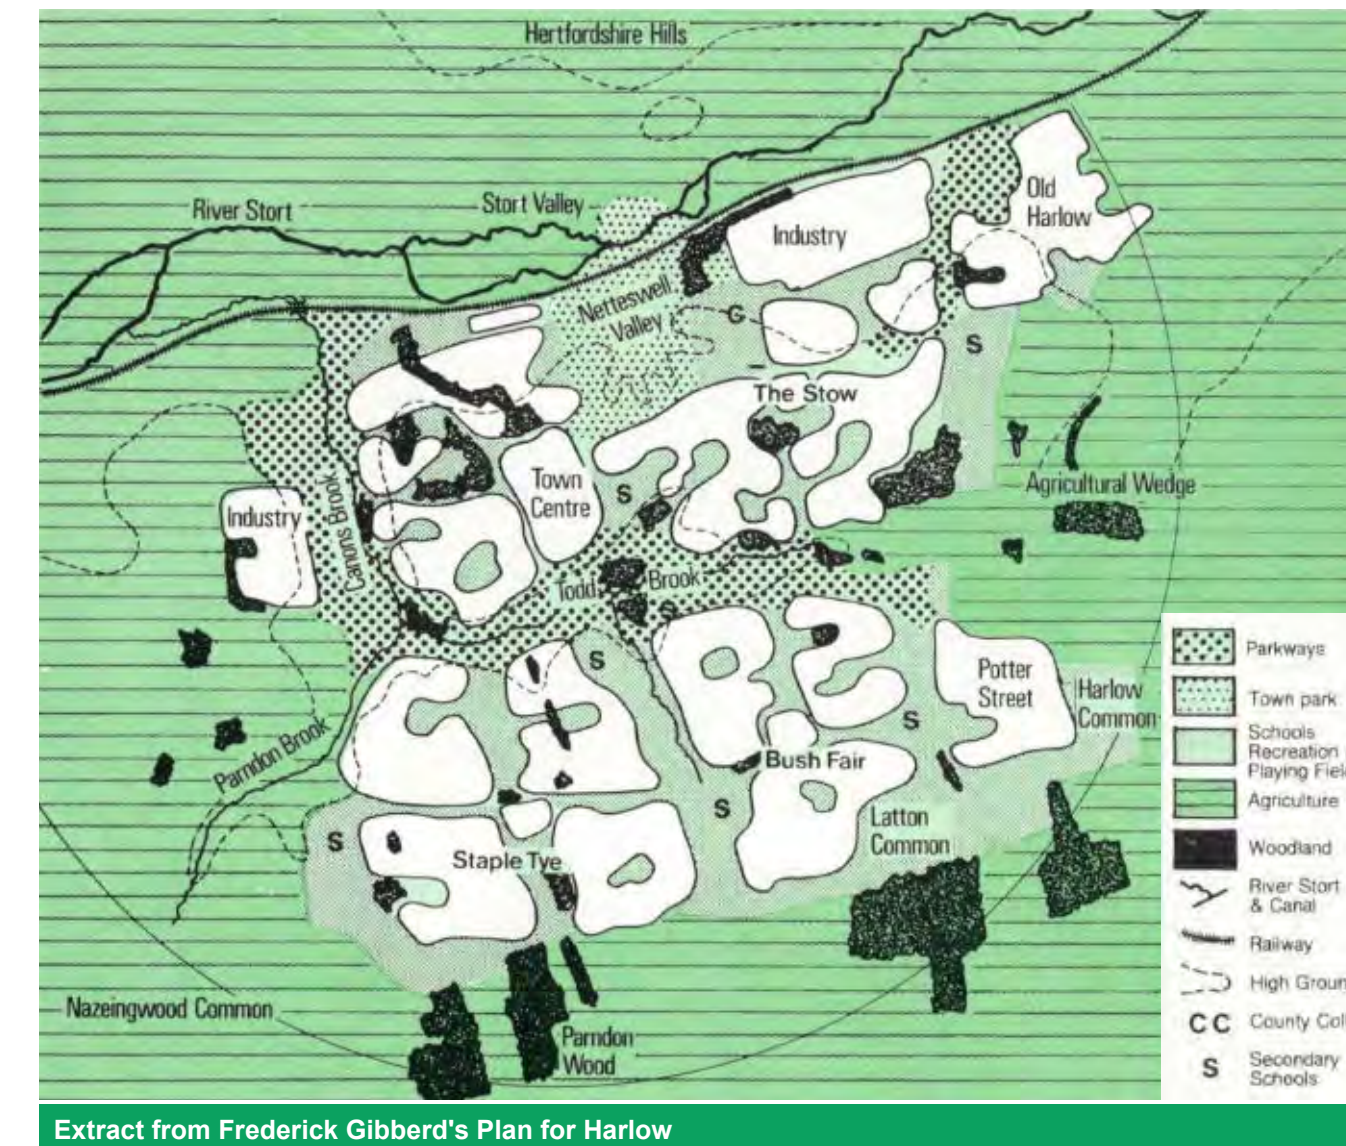 Hertfordshire Hills
River Stort
Stort Valley
Old
Harlow
Industry
Netteswell
Valley
C
S
The Stow
Town
Centre
S
Agricultural Wedge
Industry
Canons Brook
Todd Brook
S
S
Potter
Street
Harlow
Common
S
Parndon Brook
Bush Fair
S
Latton
Common
S
Staple Tye
Nazeingwood Common
Parndon
Wood
Parkways
Town park
Schools
Recreation
Playing Fiel
Agriculture
Woodland
River Stort
& Canal
Railway
High Groun
CC County Coll
S Secondary
Schools
Extract from Frederick Gibberd's Plan for Harlow